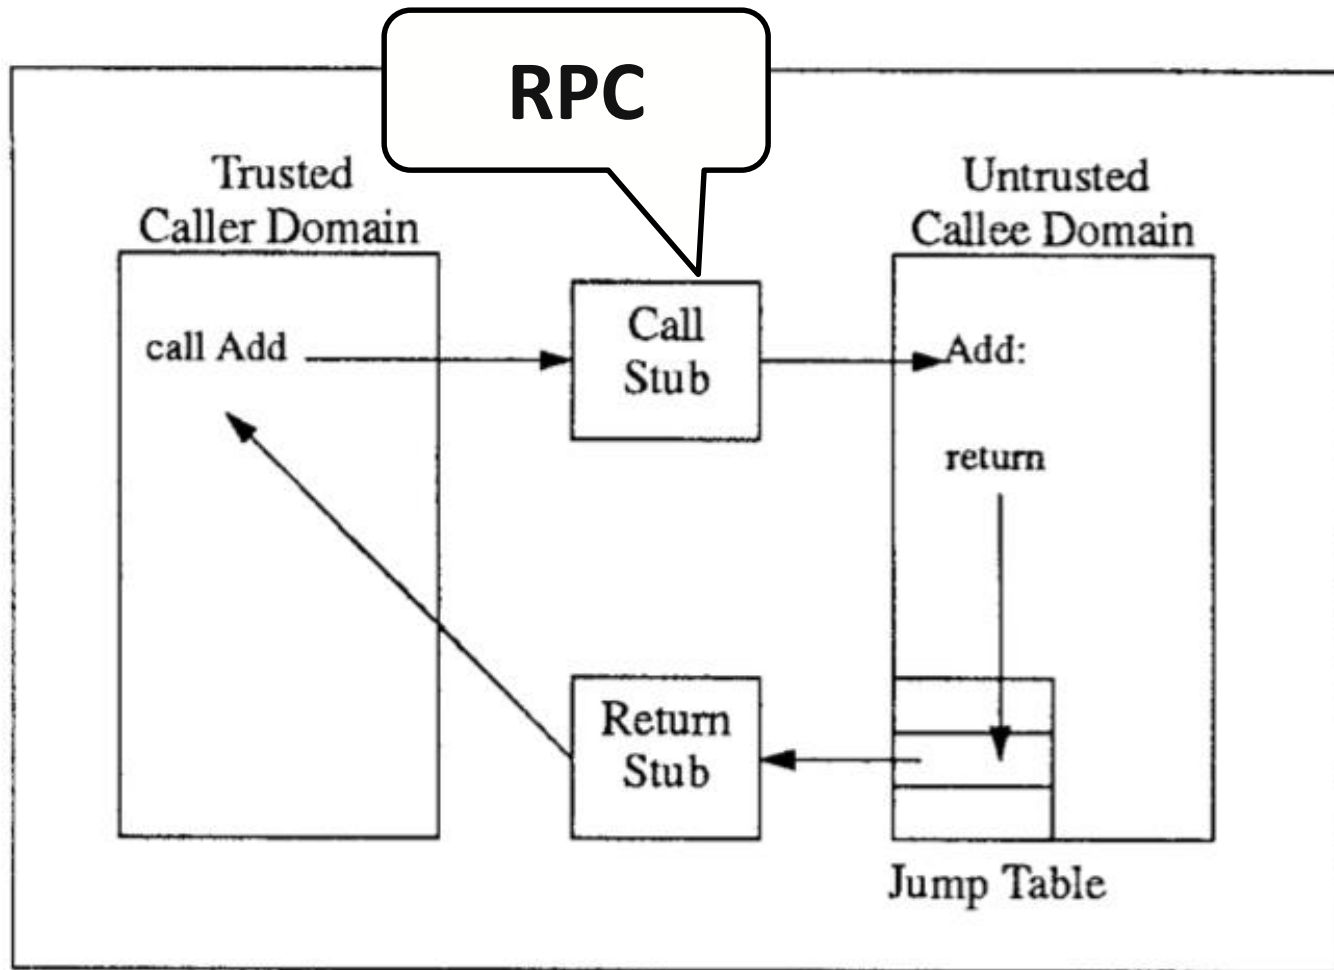 RPC
Trusted
Caller Domain
Untrusted
Callee Domain
call Add
Call
Stub
Add:
return
Return
Stub
Jump Table